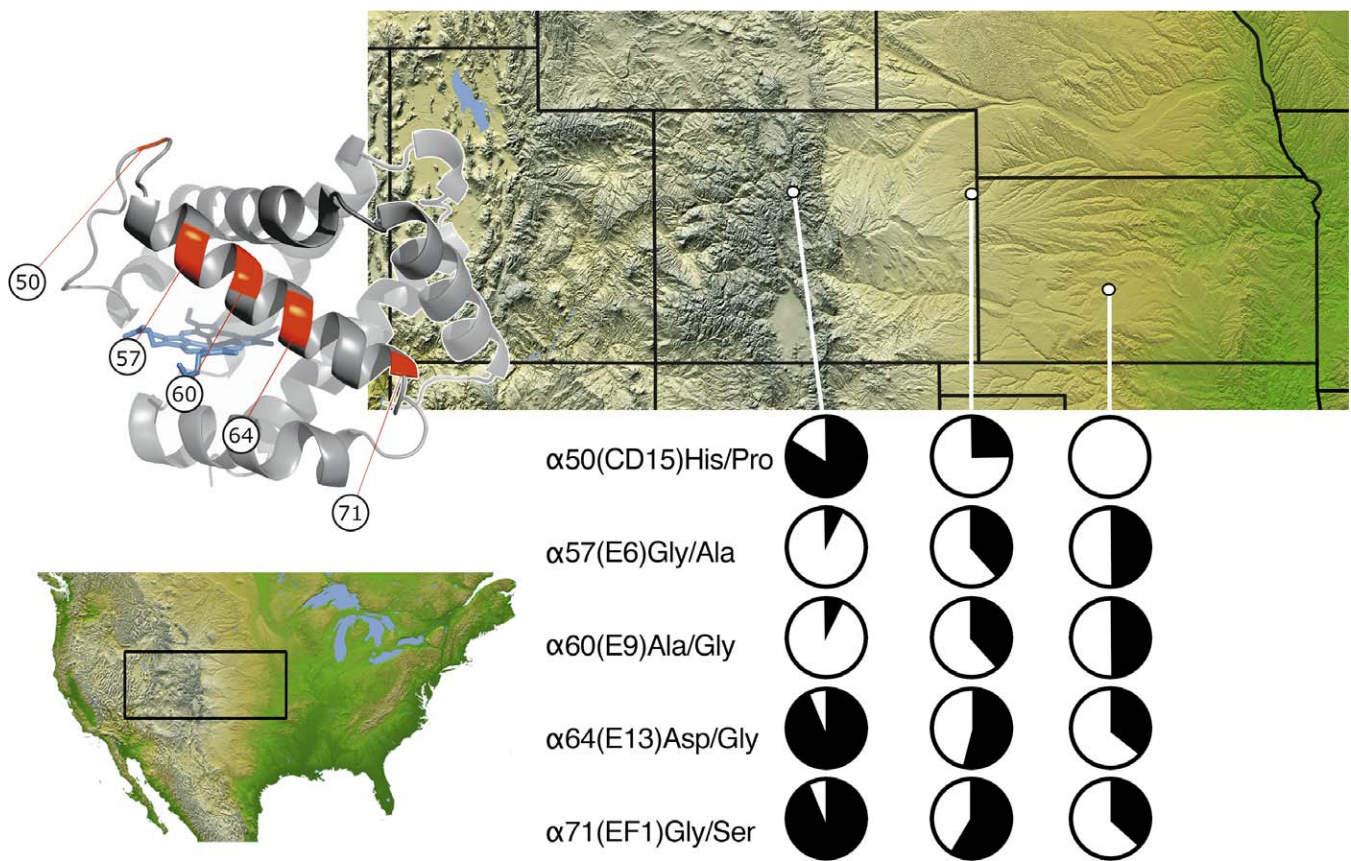 50
57
60
64
71
α50(CD15)His/Pro
α57(E6)Gly/Ala
α60(E9)Ala/Gly
α64(E13)Asp/Gly
α71(EF1)Gly/Ser